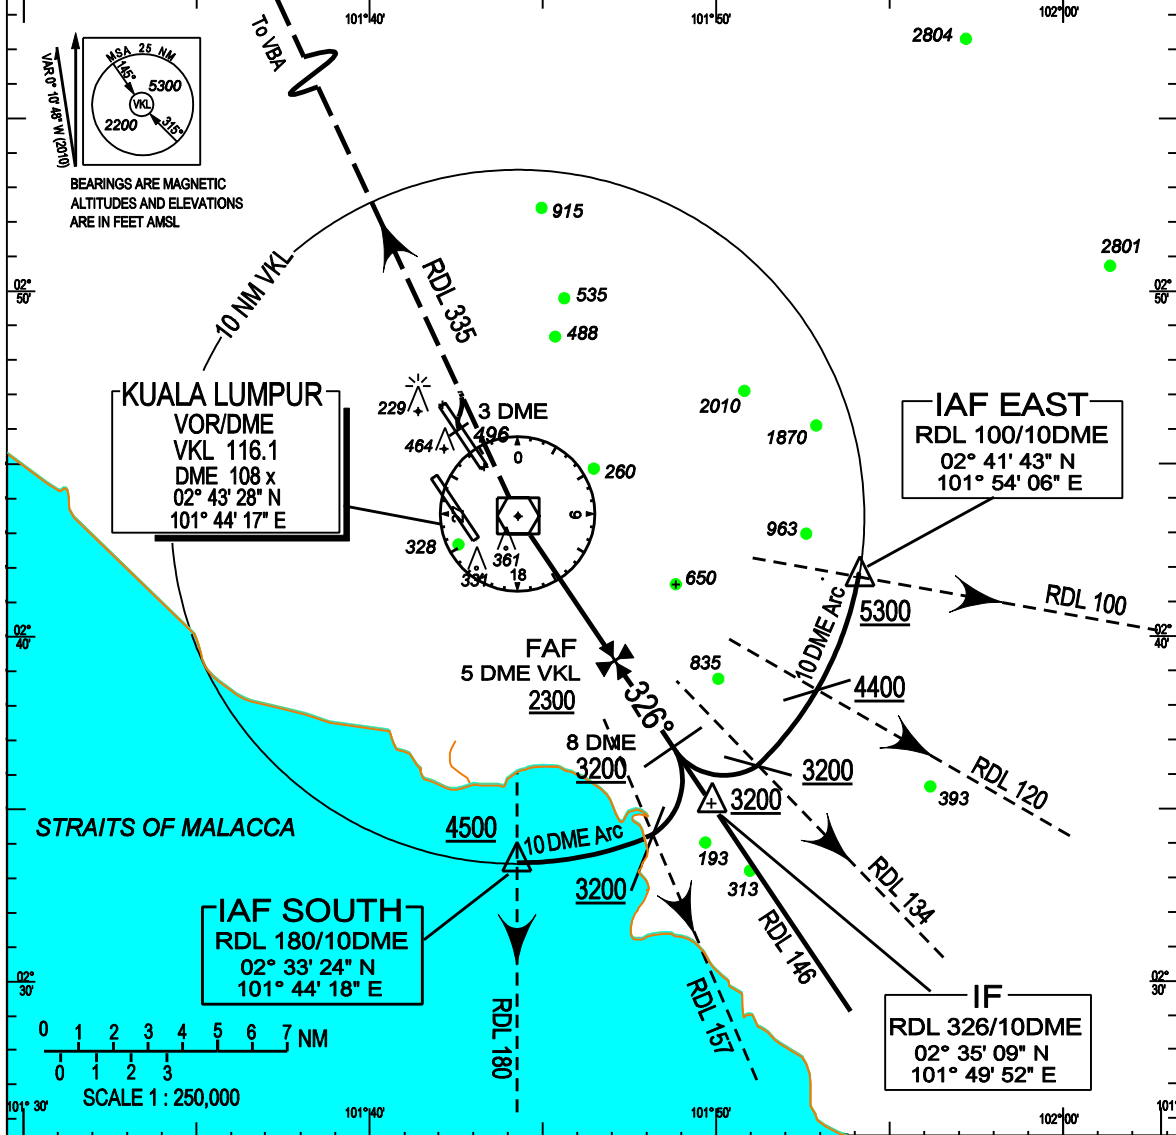 101°40'
101°50'
102°00'
To VBA
VAR 0° 10' 48" W (2010)
MSA 25 NM
145°
5300
VKL
2200
315°
BEARINGS ARE MAGNETIC
ALTITUDES AND ELEVATIONS
ARE IN FEET AMSL
2804
915
2801
02°
50'
02°
50'
10 NM VKL
RDL 335
535
488
KUALA LUMPUR
VOR/DME
VKL 116.1
DME 108 x
02° 43' 28" N
101° 44' 17" E
229
464
3 DME
496
0
9
18
27
260
328
331
361
2010
1870
963
650
835
IAF EAST
RDL 100/10DME
02° 41' 43" N
101° 54' 06" E
RDL 100
5300
10 DME Arc
02°
40'
02°
40'
FAF
5 DME VKL
2300
326°
4400
8 DME
3200
3200
3200
RDL 120
393
STRAITS OF MALACCA
4500
10 DME Arc
3200
193
313
RDL 134
RDL 146
IAF SOUTH
RDL 180/10DME
02° 33' 24" N
101° 44' 18" E
RDL 180
RDL 157
02°
30'
02°
30'
IF
RDL 326/10DME
02° 35' 09" N
101° 49' 52" E
0 1 2 3 4 5 6 7 NM
0 1 2 3
SCALE 1 : 250,000
101° 30'
101°40'
101°50'
102°00'
101°